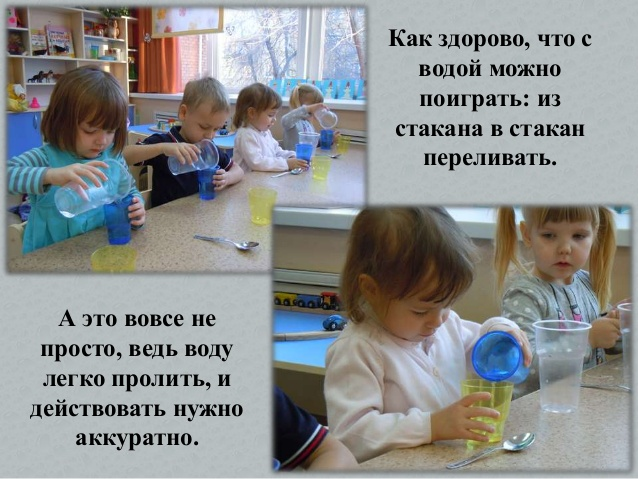 Как здорово, что с
водой можно
поиграть: из
стакана в стакан
переливать.
А это вовсе не
просто, ведь воду
легко пролить, и
действовать нужно
аккуратно.